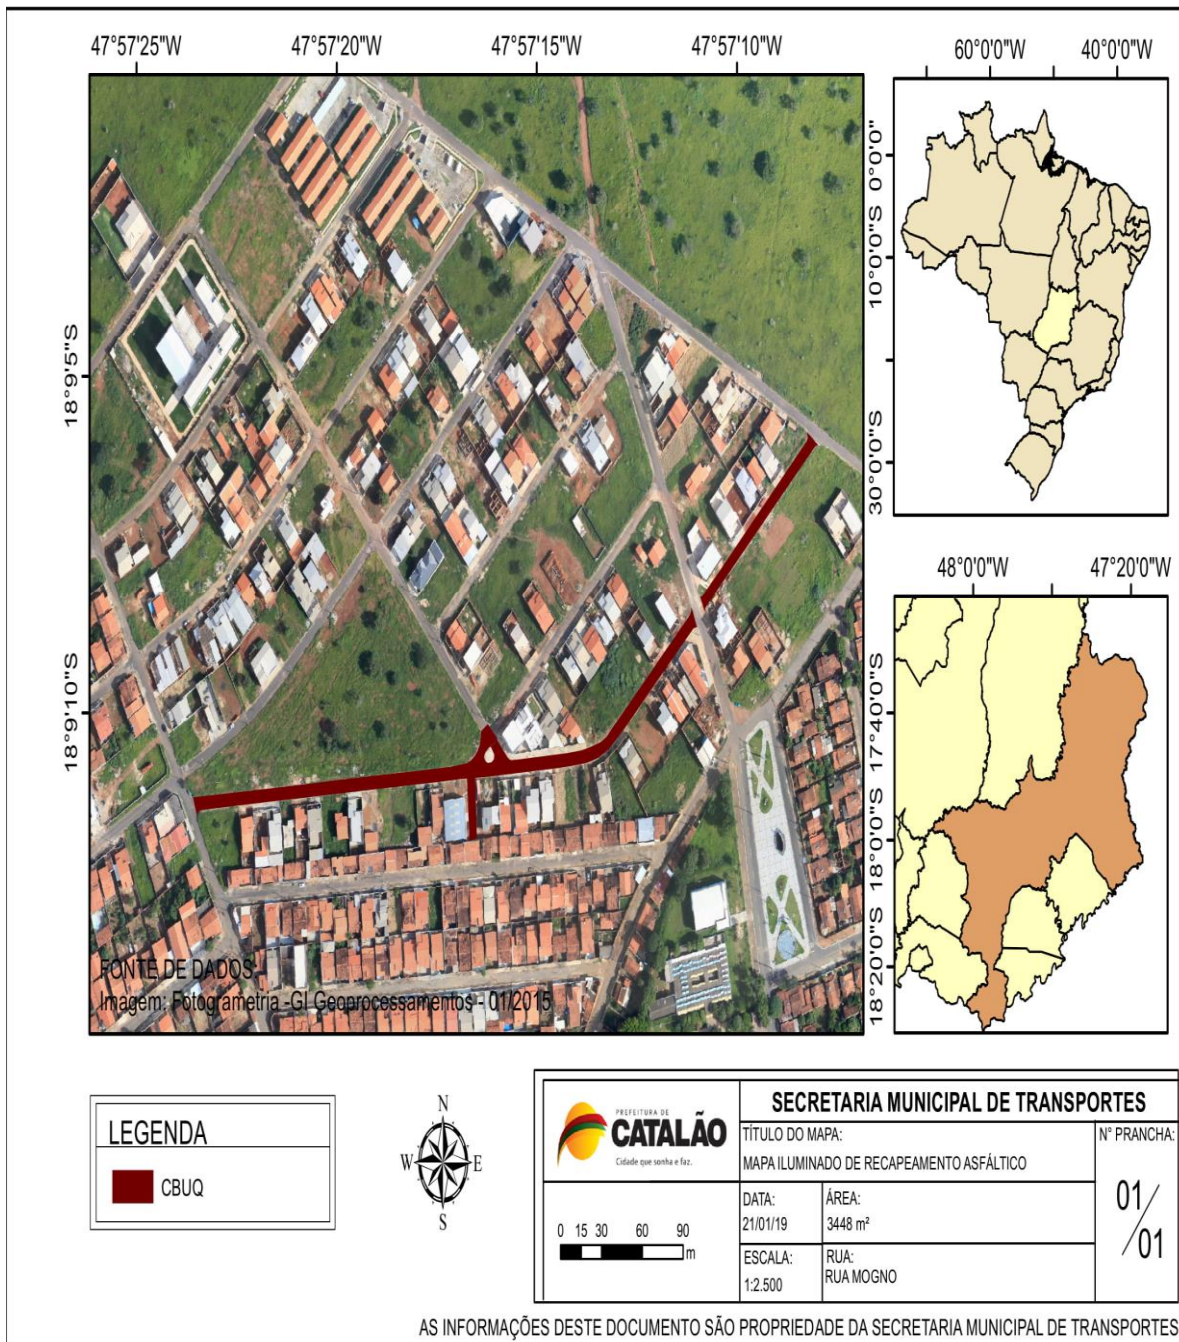 47°57'25"W 47°57'20"W 47°57'15"W 47°57'10"W
60°0'0"W 40°0'0"W
0°0'0"
10°0'0"S
30°0'0"S
18°9'5"S
18°9'10"S
48°0'0"W 47°20'0"W
17°40'0"S
18°0'0"S
18°20'0"S
FONTE DE DADOS:
Imagem: Fotogrametria -GI Geoprocessamentos - 01/2015
LEGENDA
CBUQ
N
W E
S
PREFEITURA DE
CATALÃO
Cidade que sonha e faz.
0 15 30 60 90
m
SECRETARIA MUNICIPAL DE TRANSPORTES
TÍTULO DO MAPA:
MAPA ILUMINADO DE RECAPEAMENTO ASFÁLTICO
N° PRANCHA:
01/01
DATA:
21/01/19
ÁREA:
3448 m²
ESCALA:
1:2.500
RUA:
RUA MOGNO
AS INFORMAÇÕES DESTE DOCUMENTO SÃO PROPRIEDADE DA SECRETARIA MUNICIPAL DE TRANSPORTES